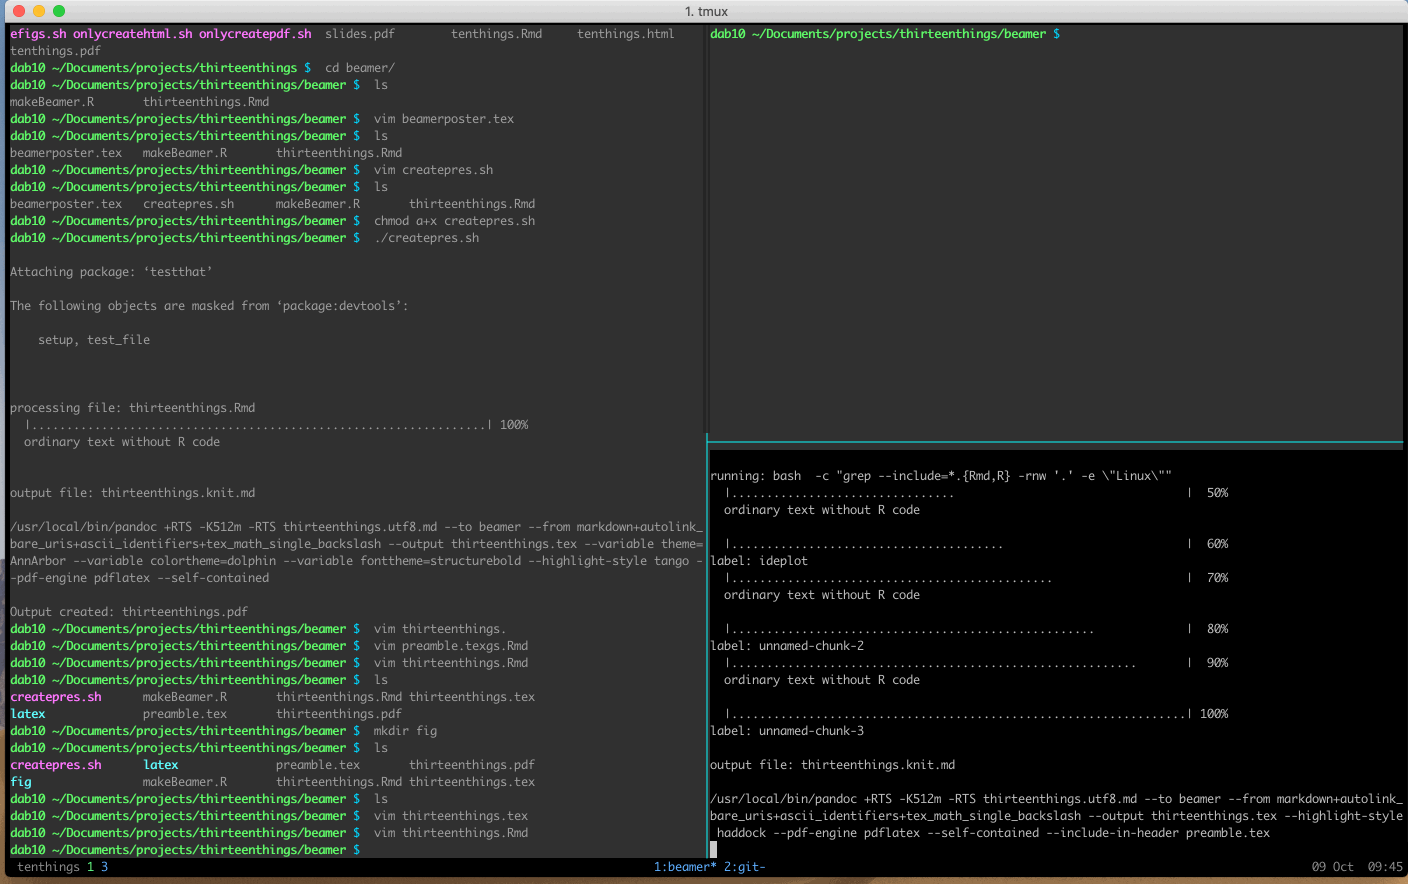 1. tmux
efigs.sh onlycreatehtml.sh onlycreatepdf.sh  slides.pdf        tenthings.Rmd     tenthings.html
tenthings.pdf
dab10 ~/Documents/projects/thirteenthings $  cd beamer/
dab10 ~/Documents/projects/thirteenthings/beamer $  ls
makeBeamer.R       thirteenthings.Rmd
dab10 ~/Documents/projects/thirteenthings/beamer $  vim beamerposter.tex
dab10 ~/Documents/projects/thirteenthings/beamer $  ls
beamerposter.tex   makeBeamer.R       thirteenthings.Rmd
dab10 ~/Documents/projects/thirteenthings/beamer $  vim createpres.sh
dab10 ~/Documents/projects/thirteenthings/beamer $  ls
beamerposter.tex   createpres.sh      makeBeamer.R       thirteenthings.Rmd
dab10 ~/Documents/projects/thirteenthings/beamer $  chmod a+x createpres.sh
dab10 ~/Documents/projects/thirteenthings/beamer $  ./createpres.sh
Attaching package: ‘testthat’
The following objects are masked from ‘package:devtools’:
    setup, test_file
processing file: thirteenthings.Rmd
  |.................................................................| 100%
  ordinary text without R code
output file: thirteenthings.knit.md
/usr/local/bin/pandoc +RTS -K512m -RTS thirteenthings.utf8.md --to beamer --from markdown+autolink_
bare_uris+ascii_identifiers+tex_math_single_backslash --output thirteenthings.tex --variable theme=
AnnArbor --variable colortheme=dolphin --variable fonttheme=structurebold --highlight-style tango -
-pdf-engine pdflatex --self-contained
Output created: thirteenthings.pdf
dab10 ~/Documents/projects/thirteenthings/beamer $  vim thirteenthings.
dab10 ~/Documents/projects/thirteenthings/beamer $  vim preamble.texgs.Rmd
dab10 ~/Documents/projects/thirteenthings/beamer $  vim thirteenthings.Rmd
dab10 ~/Documents/projects/thirteenthings/beamer $  ls
createpres.sh      makeBeamer.R       thirteenthings.Rmd thirteenthings.tex
latex              preamble.tex       thirteenthings.pdf
dab10 ~/Documents/projects/thirteenthings/beamer $  mkdir fig
dab10 ~/Documents/projects/thirteenthings/beamer $  ls
createpres.sh      latex              preamble.tex       thirteenthings.pdf
fig                makeBeamer.R       thirteenthings.Rmd thirteenthings.tex
dab10 ~/Documents/projects/thirteenthings/beamer $  ls
dab10 ~/Documents/projects/thirteenthings/beamer $  vim thirteenthings.tex
dab10 ~/Documents/projects/thirteenthings/beamer $  vim thirteenthings.Rmd
dab10 ~/Documents/projects/thirteenthings/beamer $
dab10 ~/Documents/projects/thirteenthings/beamer $
running: bash  -c "grep --include=*.{Rmd,R} -rnw '.' -e \"Linux\""
  |................................                                 |  50%
  ordinary text without R code
  |.......................................                          |  60%
label: ideplot
  |..............................................                   |  70%
  ordinary text without R code
  |....................................................             |  80%
label: unnamed-chunk-2
  |..........................................................       |  90%
  ordinary text without R code
  |.................................................................| 100%
label: unnamed-chunk-3
output file: thirteenthings.knit.md
/usr/local/bin/pandoc +RTS -K512m -RTS thirteenthings.utf8.md --to beamer --from markdown+autolink_
bare_uris+ascii_identifiers+tex_math_single_backslash --output thirteenthings.tex --highlight-style
 haddock --pdf-engine pdflatex --self-contained --include-in-header preamble.tex
tenthings 1 3 1:beamer* 2:git- 09 Oct  09:45